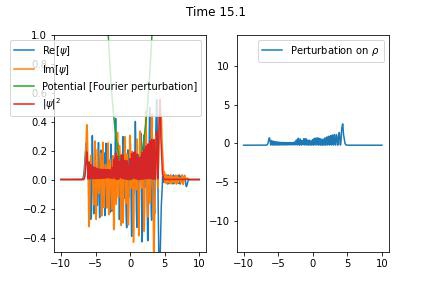 Time 15.1
1.0
0.8
0.6
0.4
0.2
0.0
−0.2
−0.4
Re[ψ]
Im[ψ]
Potential [Fourier perturbation]
|ψ|²
−10 −5 0 5 10
Perturbation on ρ
10
5
0
−5
−10
−10 −5 0 5 10